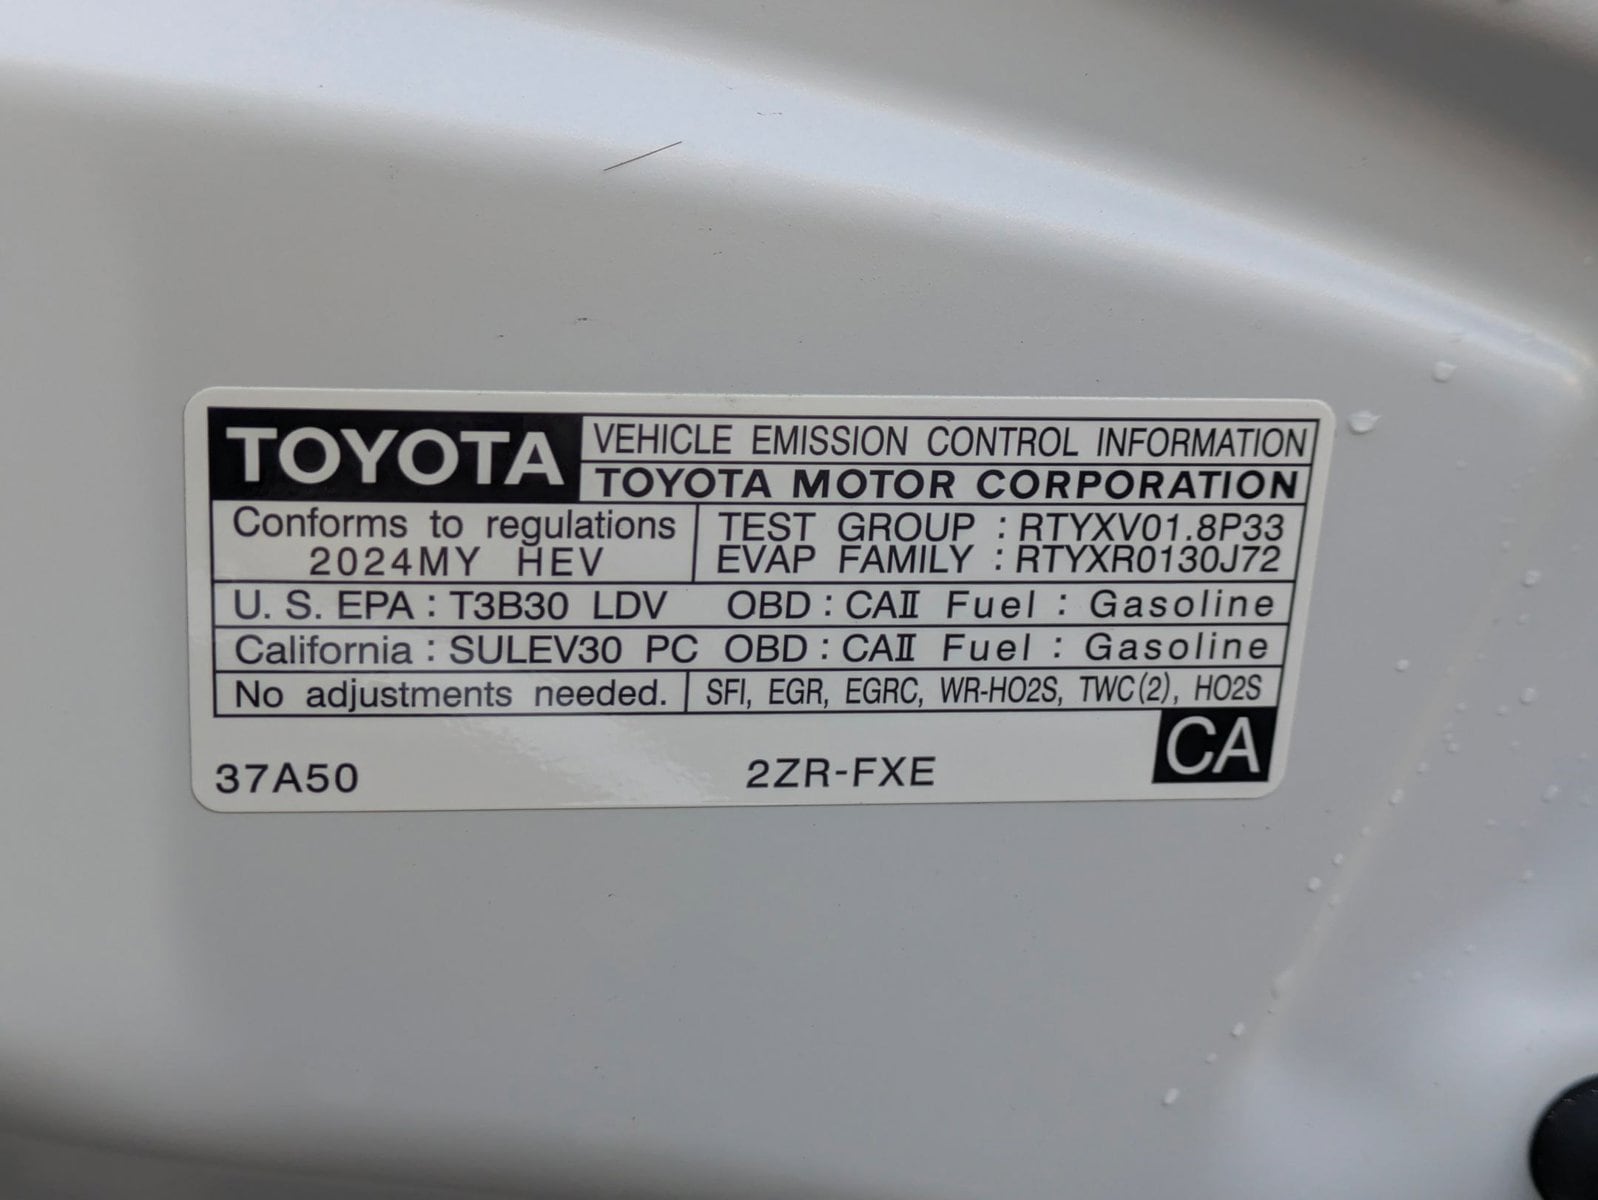 TOYOTA VEHICLE EMISSION CONTROL INFORMATION
TOYOTA MOTOR CORPORATION
Conforms to regulations
2024MY HEV
TEST GROUP : RTYXV01.8P33
EVAP FAMILY : RTYXR0130J72
U. S. EPA : T3B30 LDV OBD : CAⅡ Fuel : Gasoline
California : SULEV30 PC OBD : CAⅡ Fuel : Gasoline
No adjustments needed. SFI, EGR, EGRC, WR-HO2S, TWC(2), HO2S
CA
37A50 2ZR-FXE